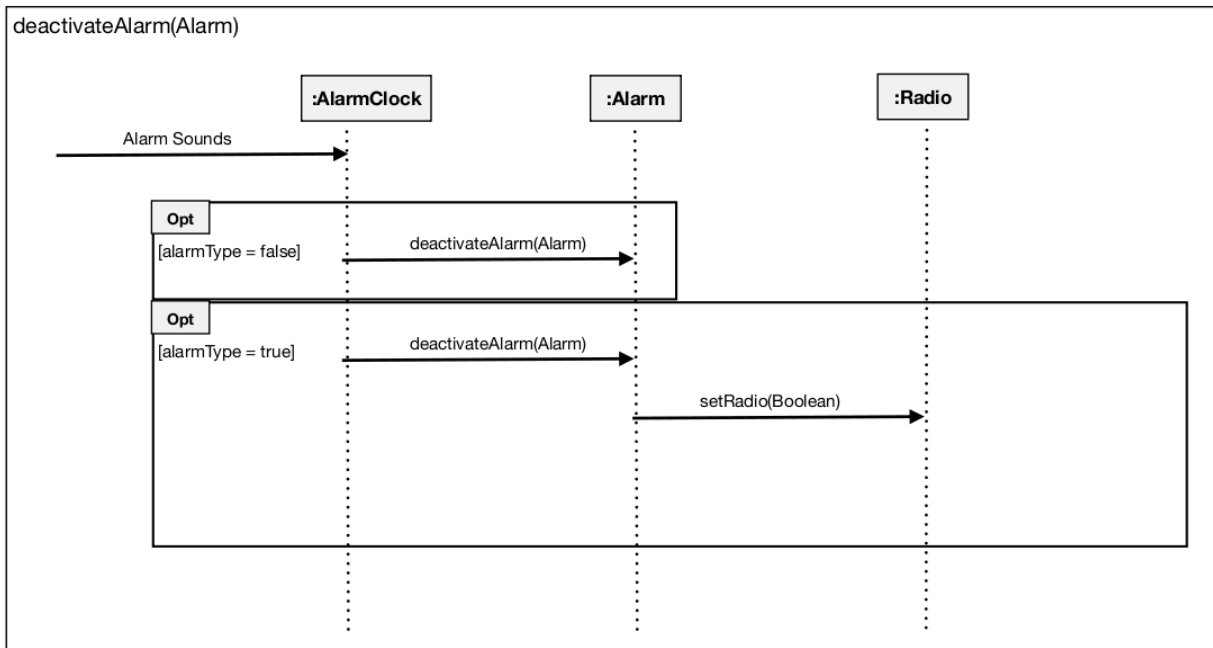 deactivateAlarm(Alarm)
:AlarmClock
:Alarm
:Radio
Alarm Sounds
Opt
[alarmType = false]
deactivateAlarm(Alarm)
Opt
[alarmType = true]
deactivateAlarm(Alarm)
setRadio(Boolean)